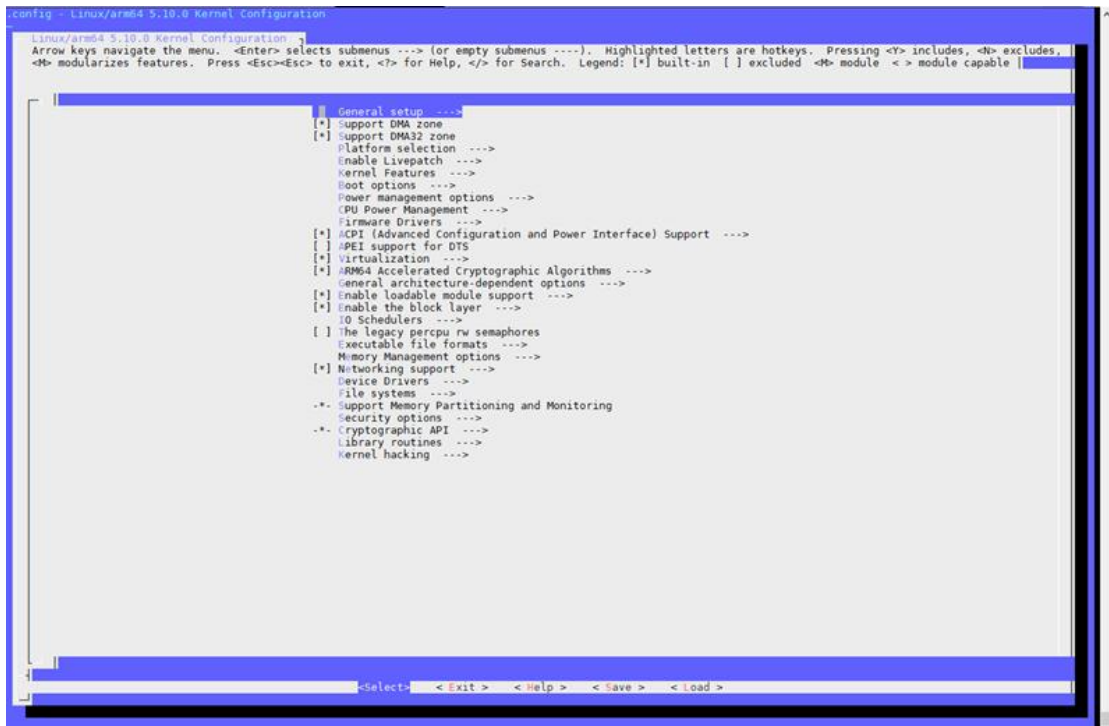 .config - Linux/arm64 5.10.0 Kernel Configuration
Linux/arm64 5.10.0 Kernel Configuration
Arrow keys navigate the menu. <Enter> selects submenus ---> (or empty submenus ----). Highlighted letters are hotkeys. Pressing <Y> includes, <N> excludes,
<M> modularizes features. Press <Esc><Esc> to exit, <?> for Help, </> for Search. Legend: [*] built-in [ ] excluded <M> module < > module capable
General setup --->
[*] Support DMA zone
[*] Support DMA32 zone
Platform selection --->
Enable Livepatch --->
Kernel Features --->
Boot options --->
Power management options --->
CPU Power Management --->
Firmware Drivers --->
[*] ACPI (Advanced Configuration and Power Interface) Support --->
[ ] APEI support for DTS
[*] Virtualization --->
[*] ARM64 Accelerated Cryptographic Algorithms --->
General architecture-dependent options --->
[*] Enable loadable module support --->
[*] Enable the block layer --->
IO Schedulers --->
[ ] The legacy percpu rw semaphores
Executable file formats --->
Memory Management options --->
[*] Networking support --->
Device Drivers --->
File systems --->
-*- Support Memory Partitioning and Monitoring
Security options --->
-*- Cryptographic API --->
Library routines --->
Kernel hacking --->
<Select> < Exit > < Help > < Save > < Load >